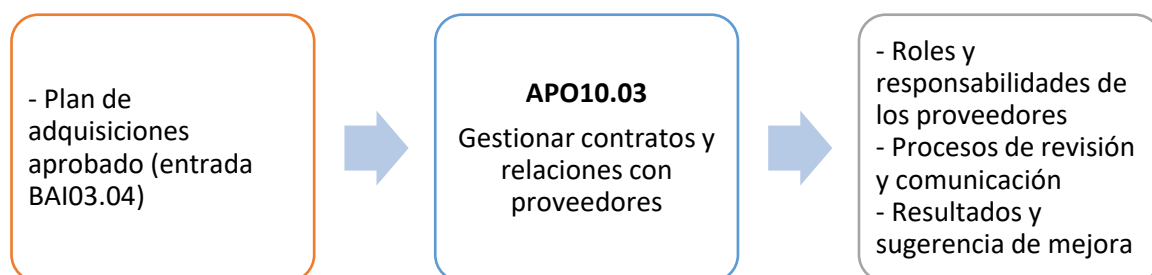 - Plan de
adquisiciones
aprobado (entrada
BAI03.04)
APO10.03
Gestionar contratos y
relaciones con
proveedores
- Roles y
responsabilidades de
los proveedores
- Procesos de revisión
y comunicación
- Resultados y
sugerencia de mejora